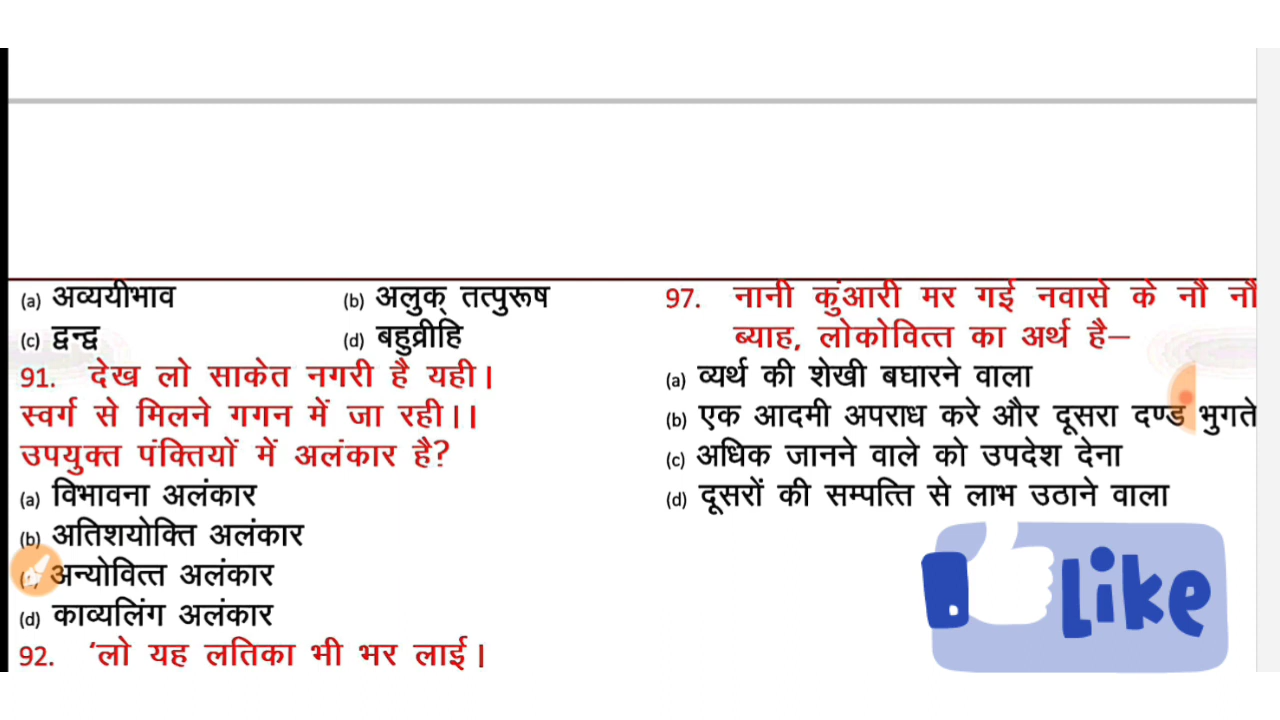 (a) अव्ययीभाव (b) अलुक् तत्पुरूष
(c) द्वन्द्व (d) बहुव्रीहि
91. देख लो साकेत नगरी है यही।
स्वर्ग से मिलने गगन में जा रही।।
उपयुक्त पंक्तियों में अलंकार है?
(a) विभावना अलंकार
(b) अतिशयोक्ति अलंकार
अन्योवित्त अलंकार
(d) काव्यलिंग अलंकार
92. ‘लो यह लतिका भी भर लाई।
97. नानी कुंआरी मर गई नवासे के नौ नौ
ब्याह, लोकोवित्त का अर्थ है–
(a) व्यर्थ की शेखी बघारने वाला
(b) एक आदमी अपराध करे और दूसरा दण्ड भुगते
(c) अधिक जानने वाले को उपदेश देना
(d) दूसरों की सम्पत्ति से लाभ उठाने वाला
Like